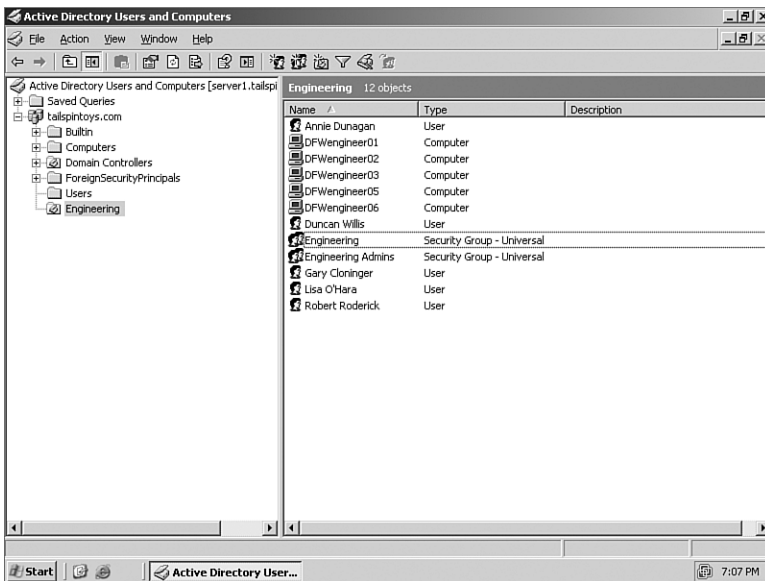 Active Directory Users and Computers
File Action View Window Help
Active Directory Users and Computers [server1.tailspi
Saved Queries
tailspintoys.com
Builtin
Computers
Domain Controllers
ForeignSecurityPrincipals
Users
Engineering
Engineering 12 objects
Name Type Description
Annie Dunagan User
DFWengineer01 Computer
DFWengineer02 Computer
DFWengineer03 Computer
DFWengineer05 Computer
DFWengineer06 Computer
Duncan Willis User
Engineering Security Group - Universal
Engineering Admins Security Group - Universal
Gary Cloninger User
Lisa O'Hara User
Robert Roderick User
Start Active Directory User... 7:07 PM